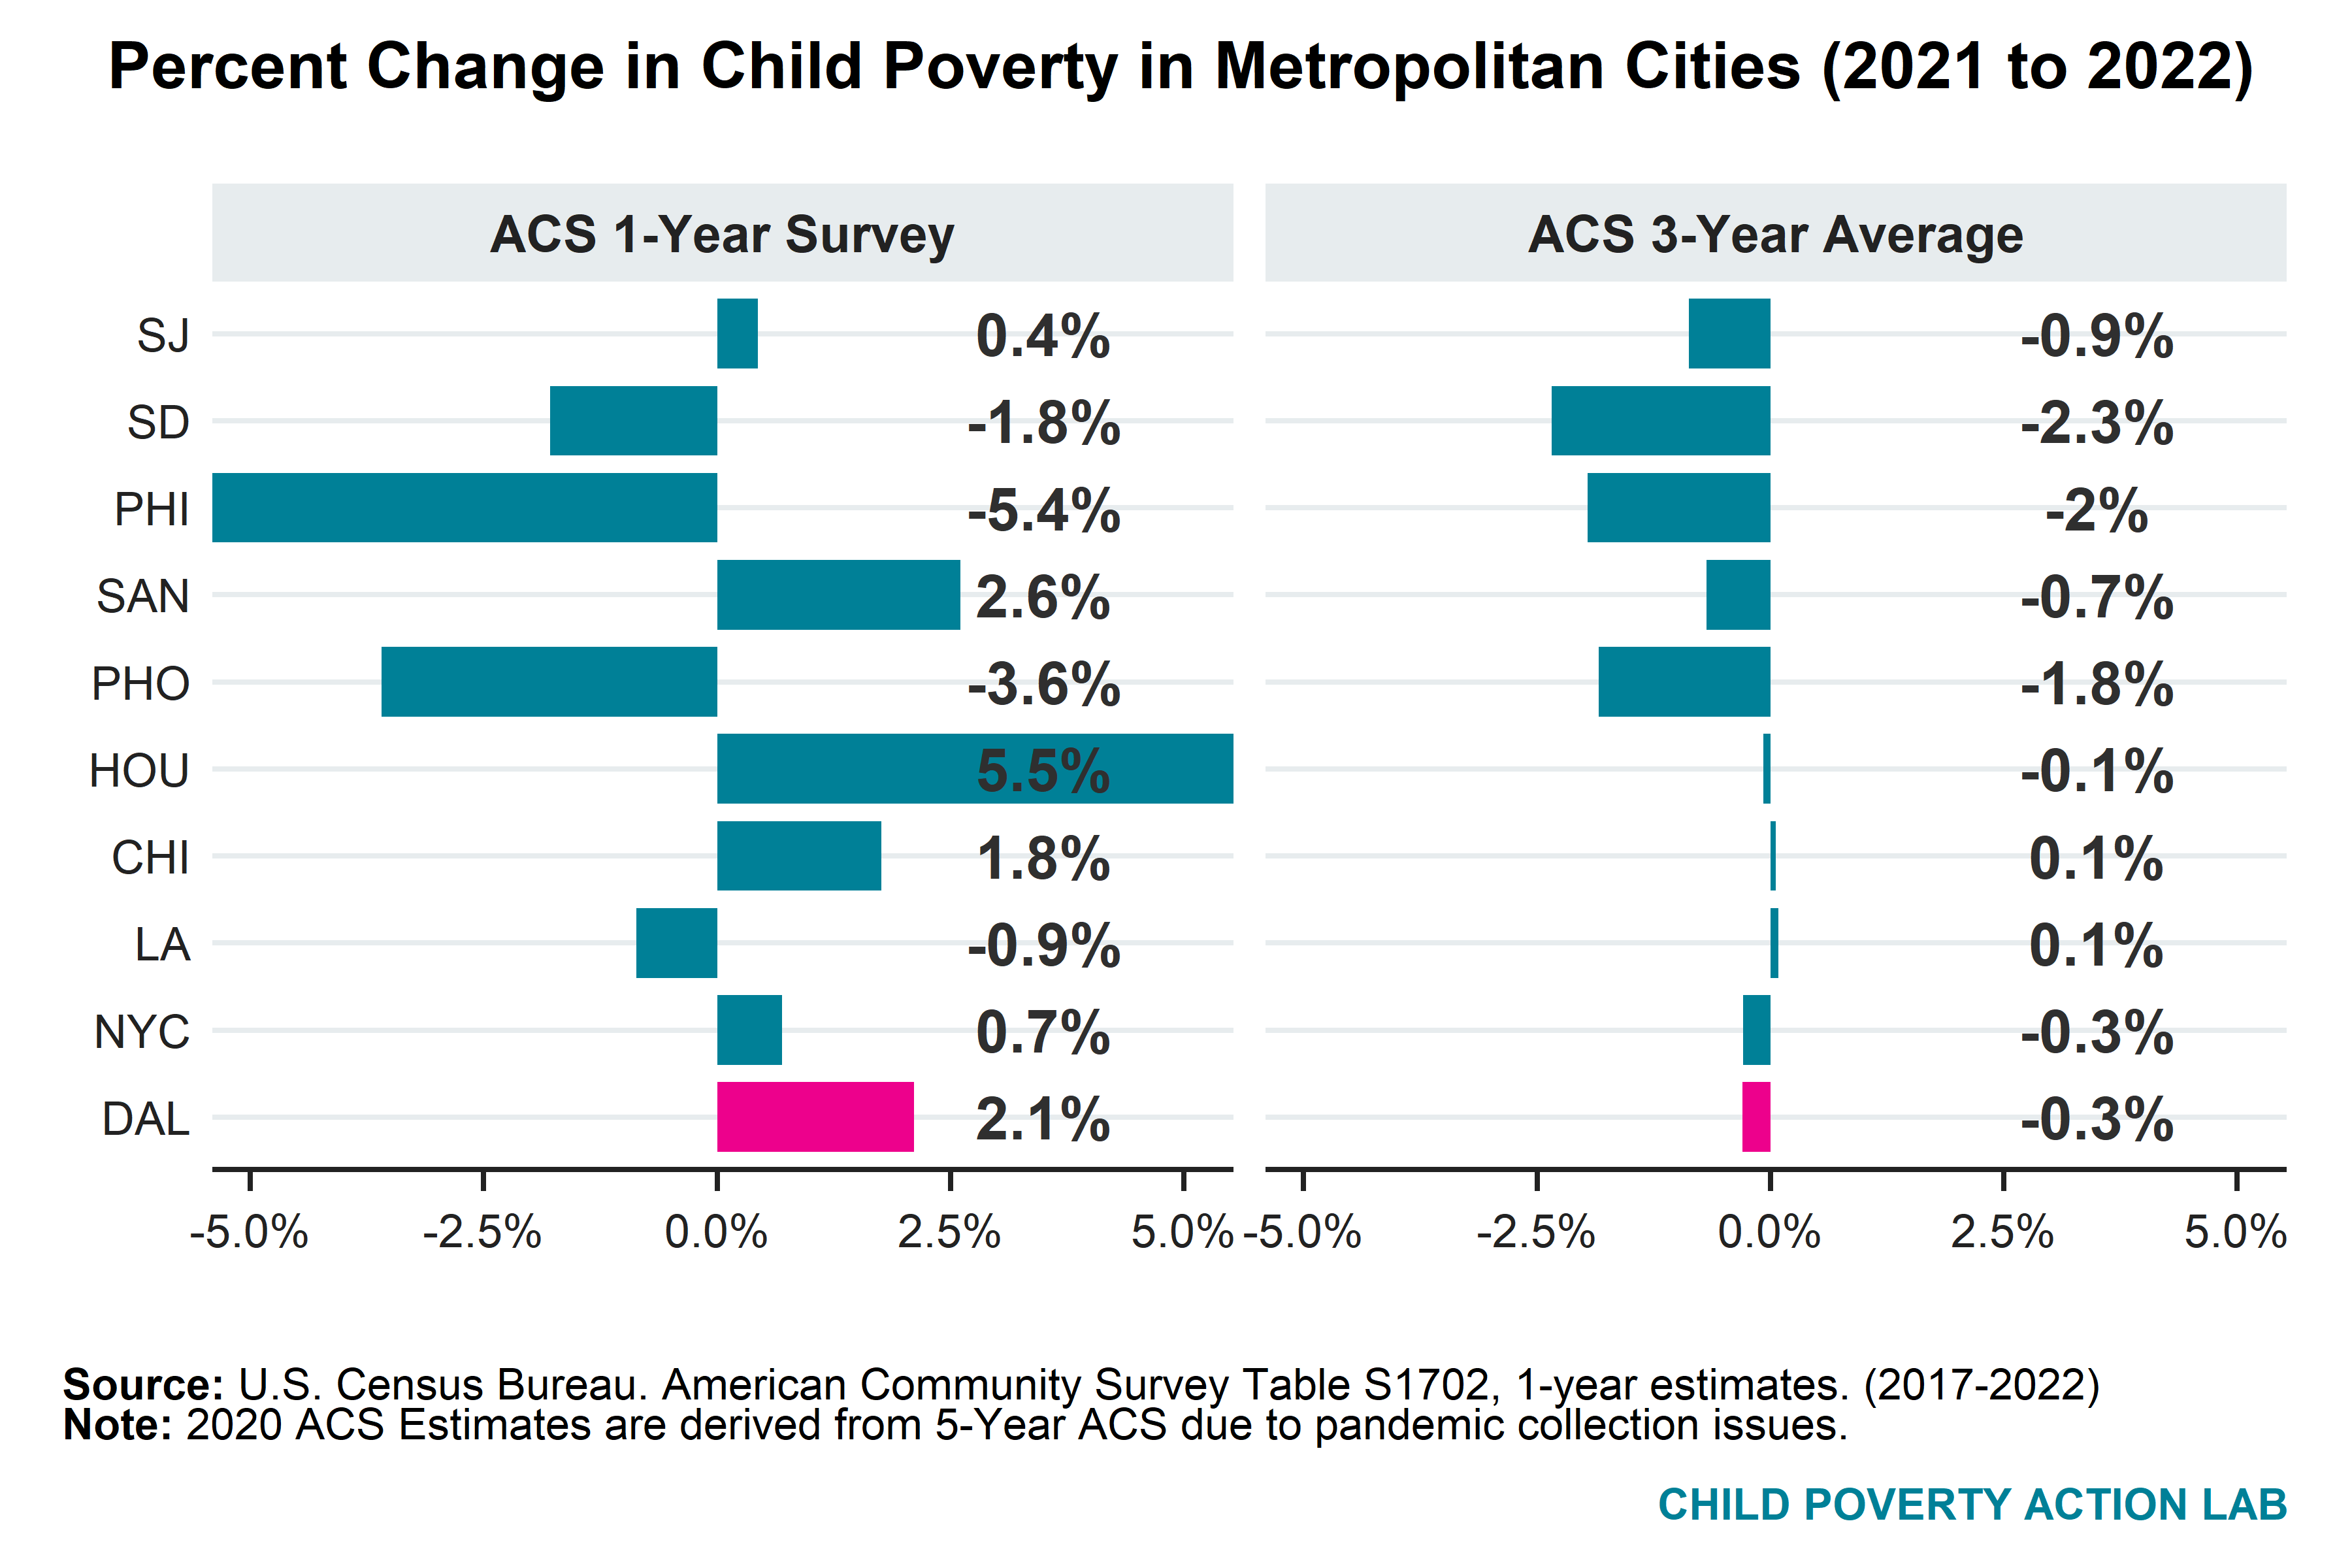 Percent Change in Child Poverty in Metropolitan Cities (2021 to 2022)
ACS 1-Year Survey ACS 3-Year Average
SJ 0.4% -0.9%
SD -1.8% -2.3%
PHI -5.4% -2%
SAN 2.6% -0.7%
PHO -3.6% -1.8%
HOU 5.5% -0.1%
CHI 1.8% 0.1%
LA -0.9% 0.1%
NYC 0.7% -0.3%
DAL 2.1% -0.3%
-5.0% -2.5% 0.0% 2.5% 5.0% -5.0% -2.5% 0.0% 2.5% 5.0%
Source: U.S. Census Bureau. American Community Survey Table S1702, 1-year estimates. (2017-2022)
Note: 2020 ACS Estimates are derived from 5-Year ACS due to pandemic collection issues.
CHILD POVERTY ACTION LAB